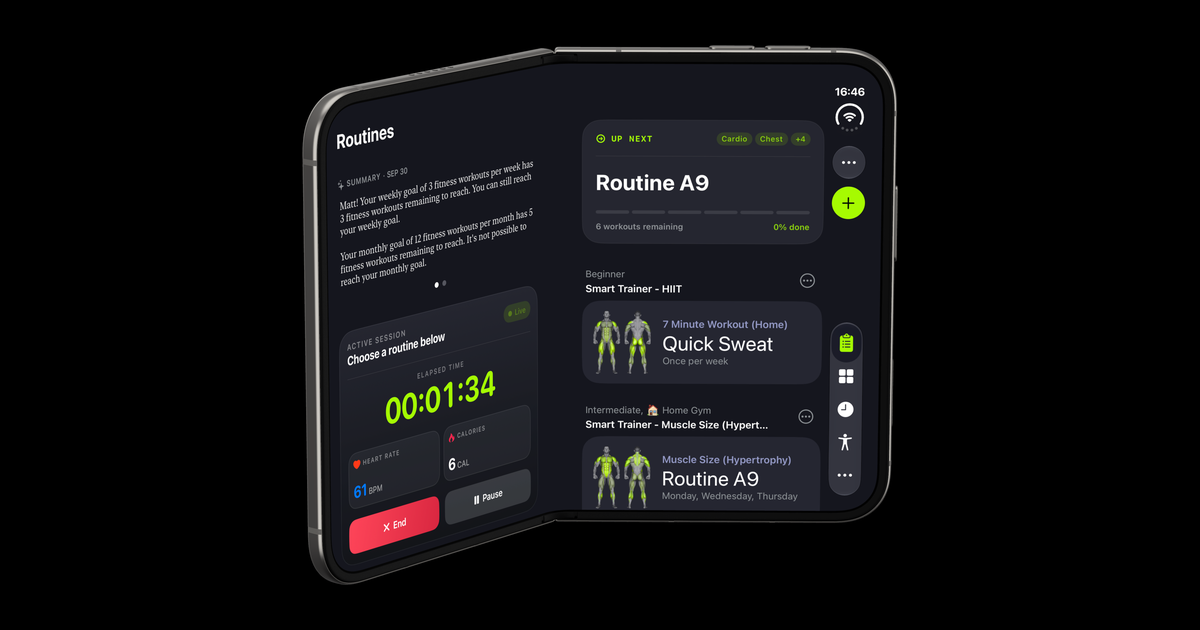 Routines
SUMMARY · SEP 30
Matt! Your weekly goal of 3 fitness workouts per week has
3 fitness workouts remaining to reach. You can still reach
your weekly goal.
Your monthly goal of 12 fitness workouts per month has 5
fitness workouts remaining to reach. It's not possible to
reach your monthly goal.
ACTIVE SESSION
Live
Choose a routine below
ELAPSED TIME
00:01:34
HEART RATE
61 BPM
CALORIES
6 CAL
End
Pause
UP NEXT
Cardio
Chest
+4
Routine A9
6 workouts remaining
0% done
Beginner
Smart Trainer - HIIT
7 Minute Workout (Home)
Quick Sweat
Once per week
Intermediate, 🏠 Home Gym
Smart Trainer - Muscle Size (Hypert...
Muscle Size (Hypertrophy)
Routine A9
Monday, Wednesday, Thursday
16:46